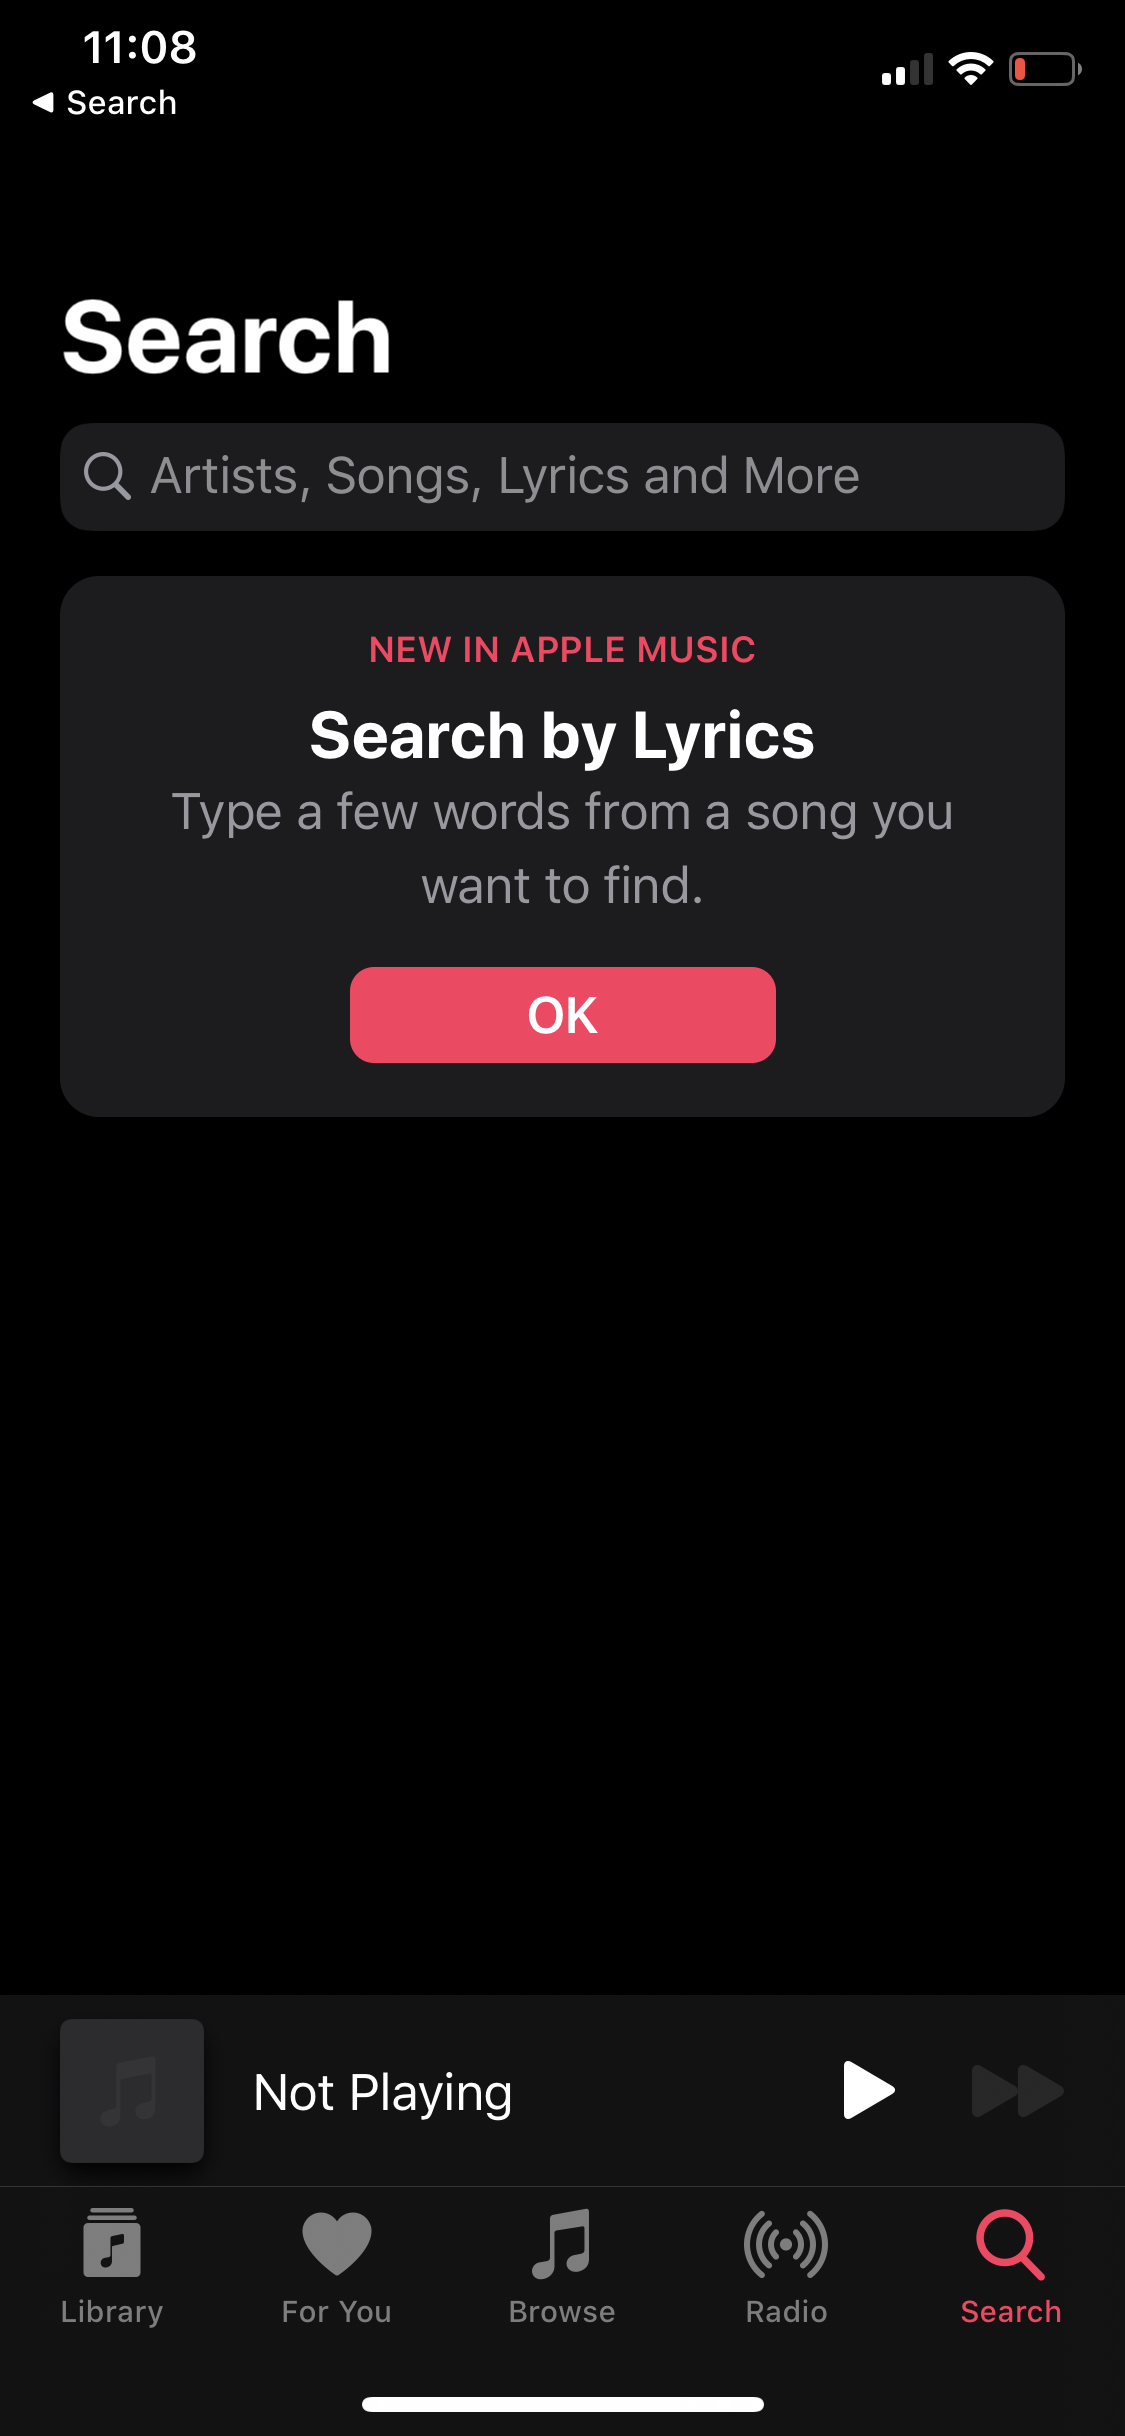 11:08
Search
Search
Artists, Songs, Lyrics and More
NEW IN APPLE MUSIC
Search by Lyrics
Type a few words from a song you
want to find.
OK
Not Playing
Library
For You
Browse
Radio
Search